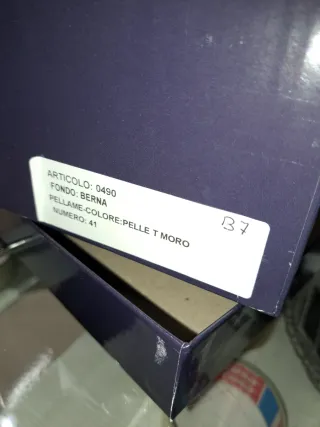 ARTICOLO: 0490
FONDO: BERNA
PELLAME-COLORE:PELLE T MORO
NUMERO: 41
B7